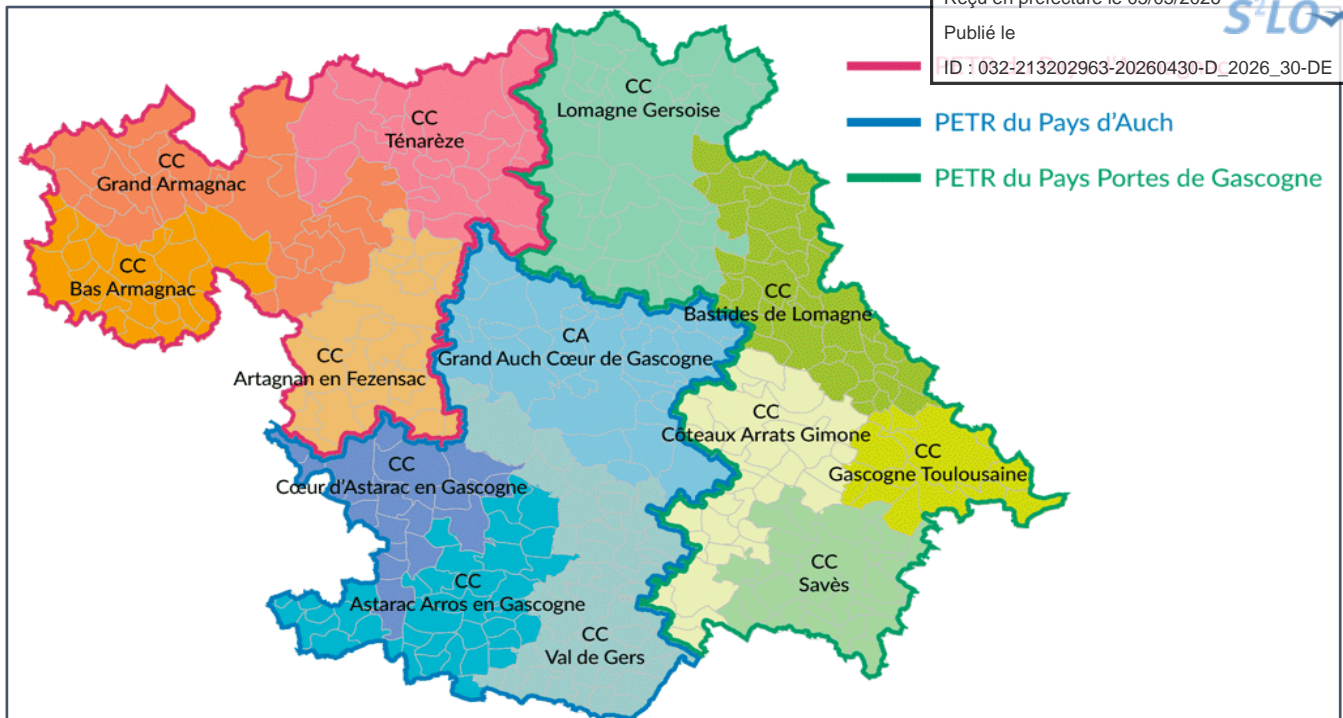 Publié le
S²LO
ID : 032-213202963-20260430-D_2026_30-DE
PETR du Pays d’Auch
PETR du Pays Portes de Gascogne
CC
Lomagne Gersoise
CC
Ténarèze
CC
Grand Armagnac
CC
Bas Armagnac
CC
Bastides de Lomagne
CA
Grand Auch Cœur de Gascogne
CC
Artagnan en Fezensac
CC
Côteaux Arrats Gimone
CC
Gascogne Toulousaine
CC
Cœur d’Astarac en Gascogne
CC
Savès
CC
Astarac Arros en Gascogne
CC
Val de Gers